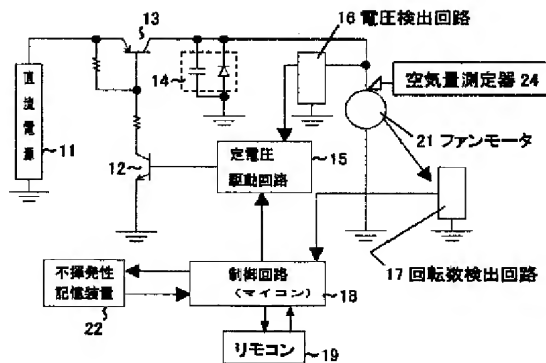 13
16 電圧検出回路
14
直流電源
11
空気量測定器 24
21 ファンモータ
12
定電圧
駆動回路
15
17 回転数検出回路
不揮発性
記憶装置
22
制御回路
(マイコン)
18
リモコン
19